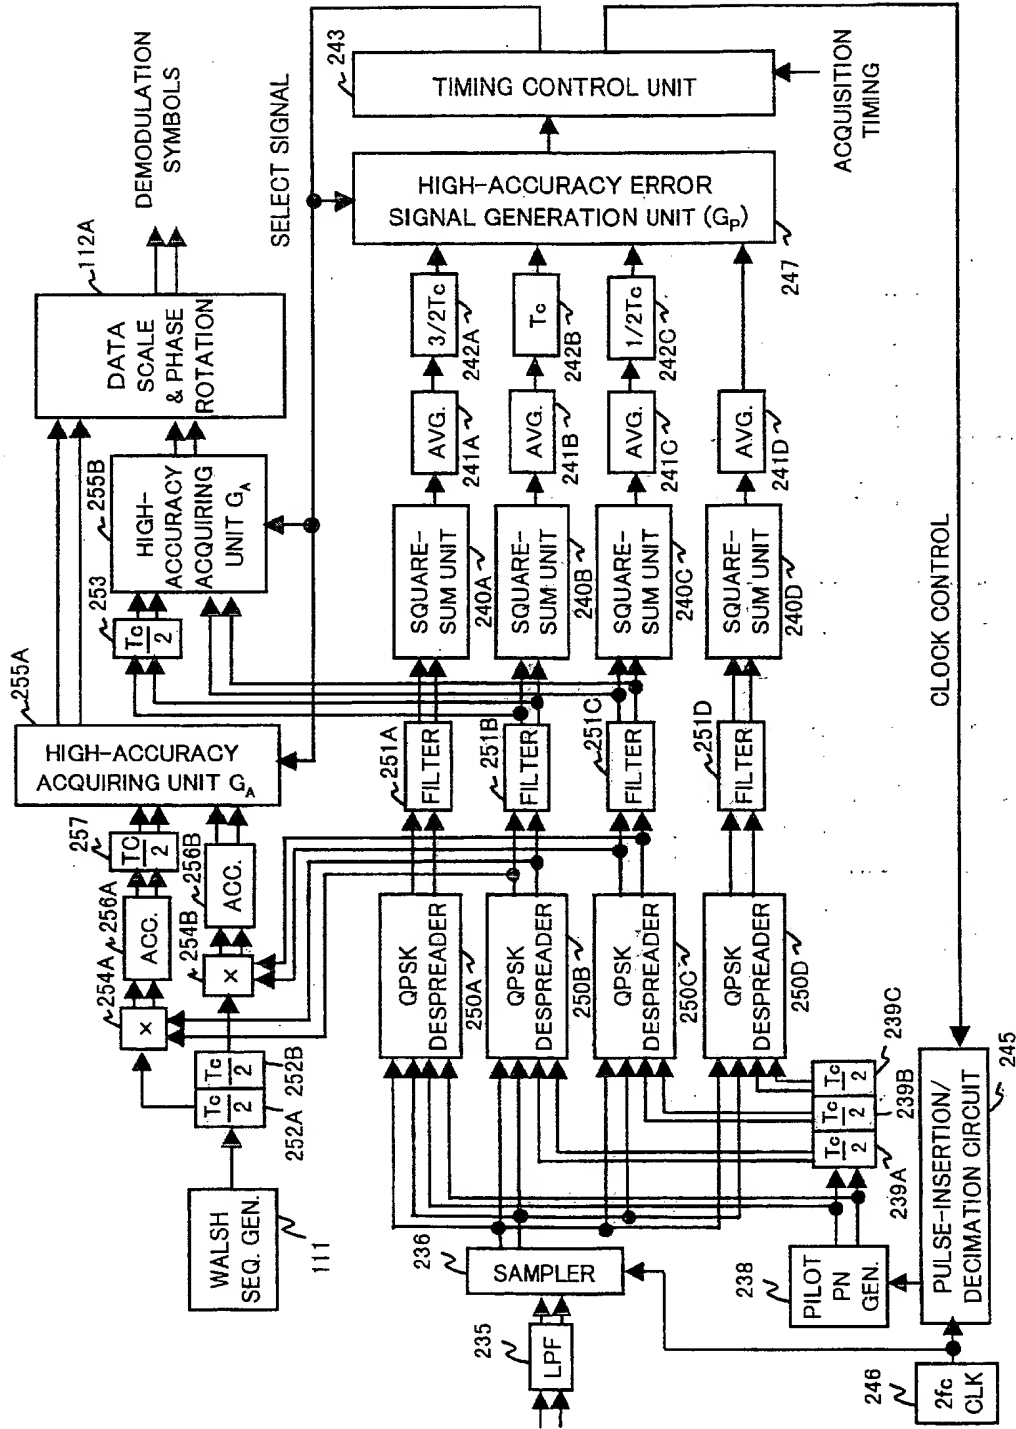 DEMODULATION
SYMBOLS
112A
DATA
SCALE
& PHASE
ROTATION
SELECT SIGNAL
243
TIMING CONTROL UNIT
ACQUISITION
TIMING
HIGH-ACCURACY ERROR
SIGNAL GENERATION UNIT (GP)
247
255B
HIGH-
ACCURACY
ACQUIRING
UNIT GA
253
Tc
2
255A
HIGH-ACCURACY
ACQUIRING UNIT GA
257
TC
2
256B
ACC.
256A
ACC.
254A
×
254B
×
Tc
2
252A
Tc
2
252B
WALSH
SEQ. GEN.
111
3/2Tc
242A
Tc
242B
1/2Tc
242C
AVG.
241A
AVG.
241B
AVG.
241C
AVG.
241D
SQUARE-
SUM UNIT
240A
SQUARE-
SUM UNIT
240B
SQUARE-
SUM UNIT
240C
SQUARE-
SUM UNIT
240D
251A
FILTER
251B
FILTER
251C
FILTER
251D
FILTER
QPSK
DESPREADER
250A
QPSK
DESPREADER
250B
QPSK
DESPREADER
250C
QPSK
DESPREADER
250D
236
SAMPLER
235
LPF
238
PILOT
PN
GEN.
Tc
2
239A
Tc
2
239B
Tc
2
239C
CLOCK CONTROL
PULSE-INSERTION/
DECIMATION CIRCUIT
245
246
2fc
CLK